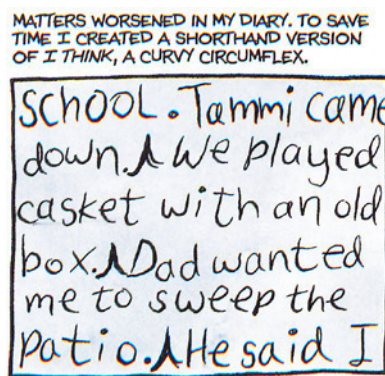 MATTERS WORSENED IN MY DIARY. TO SAVE
TIME I CREATED A SHORTHAND VERSION
OF I THINK, A CURVY CIRCUMFLEX.
SCHOOL. Tammi came
down. ʌ We played
casket with an old
box. ʌ Dad wanted
me to sweep the
patio. ʌ He said I